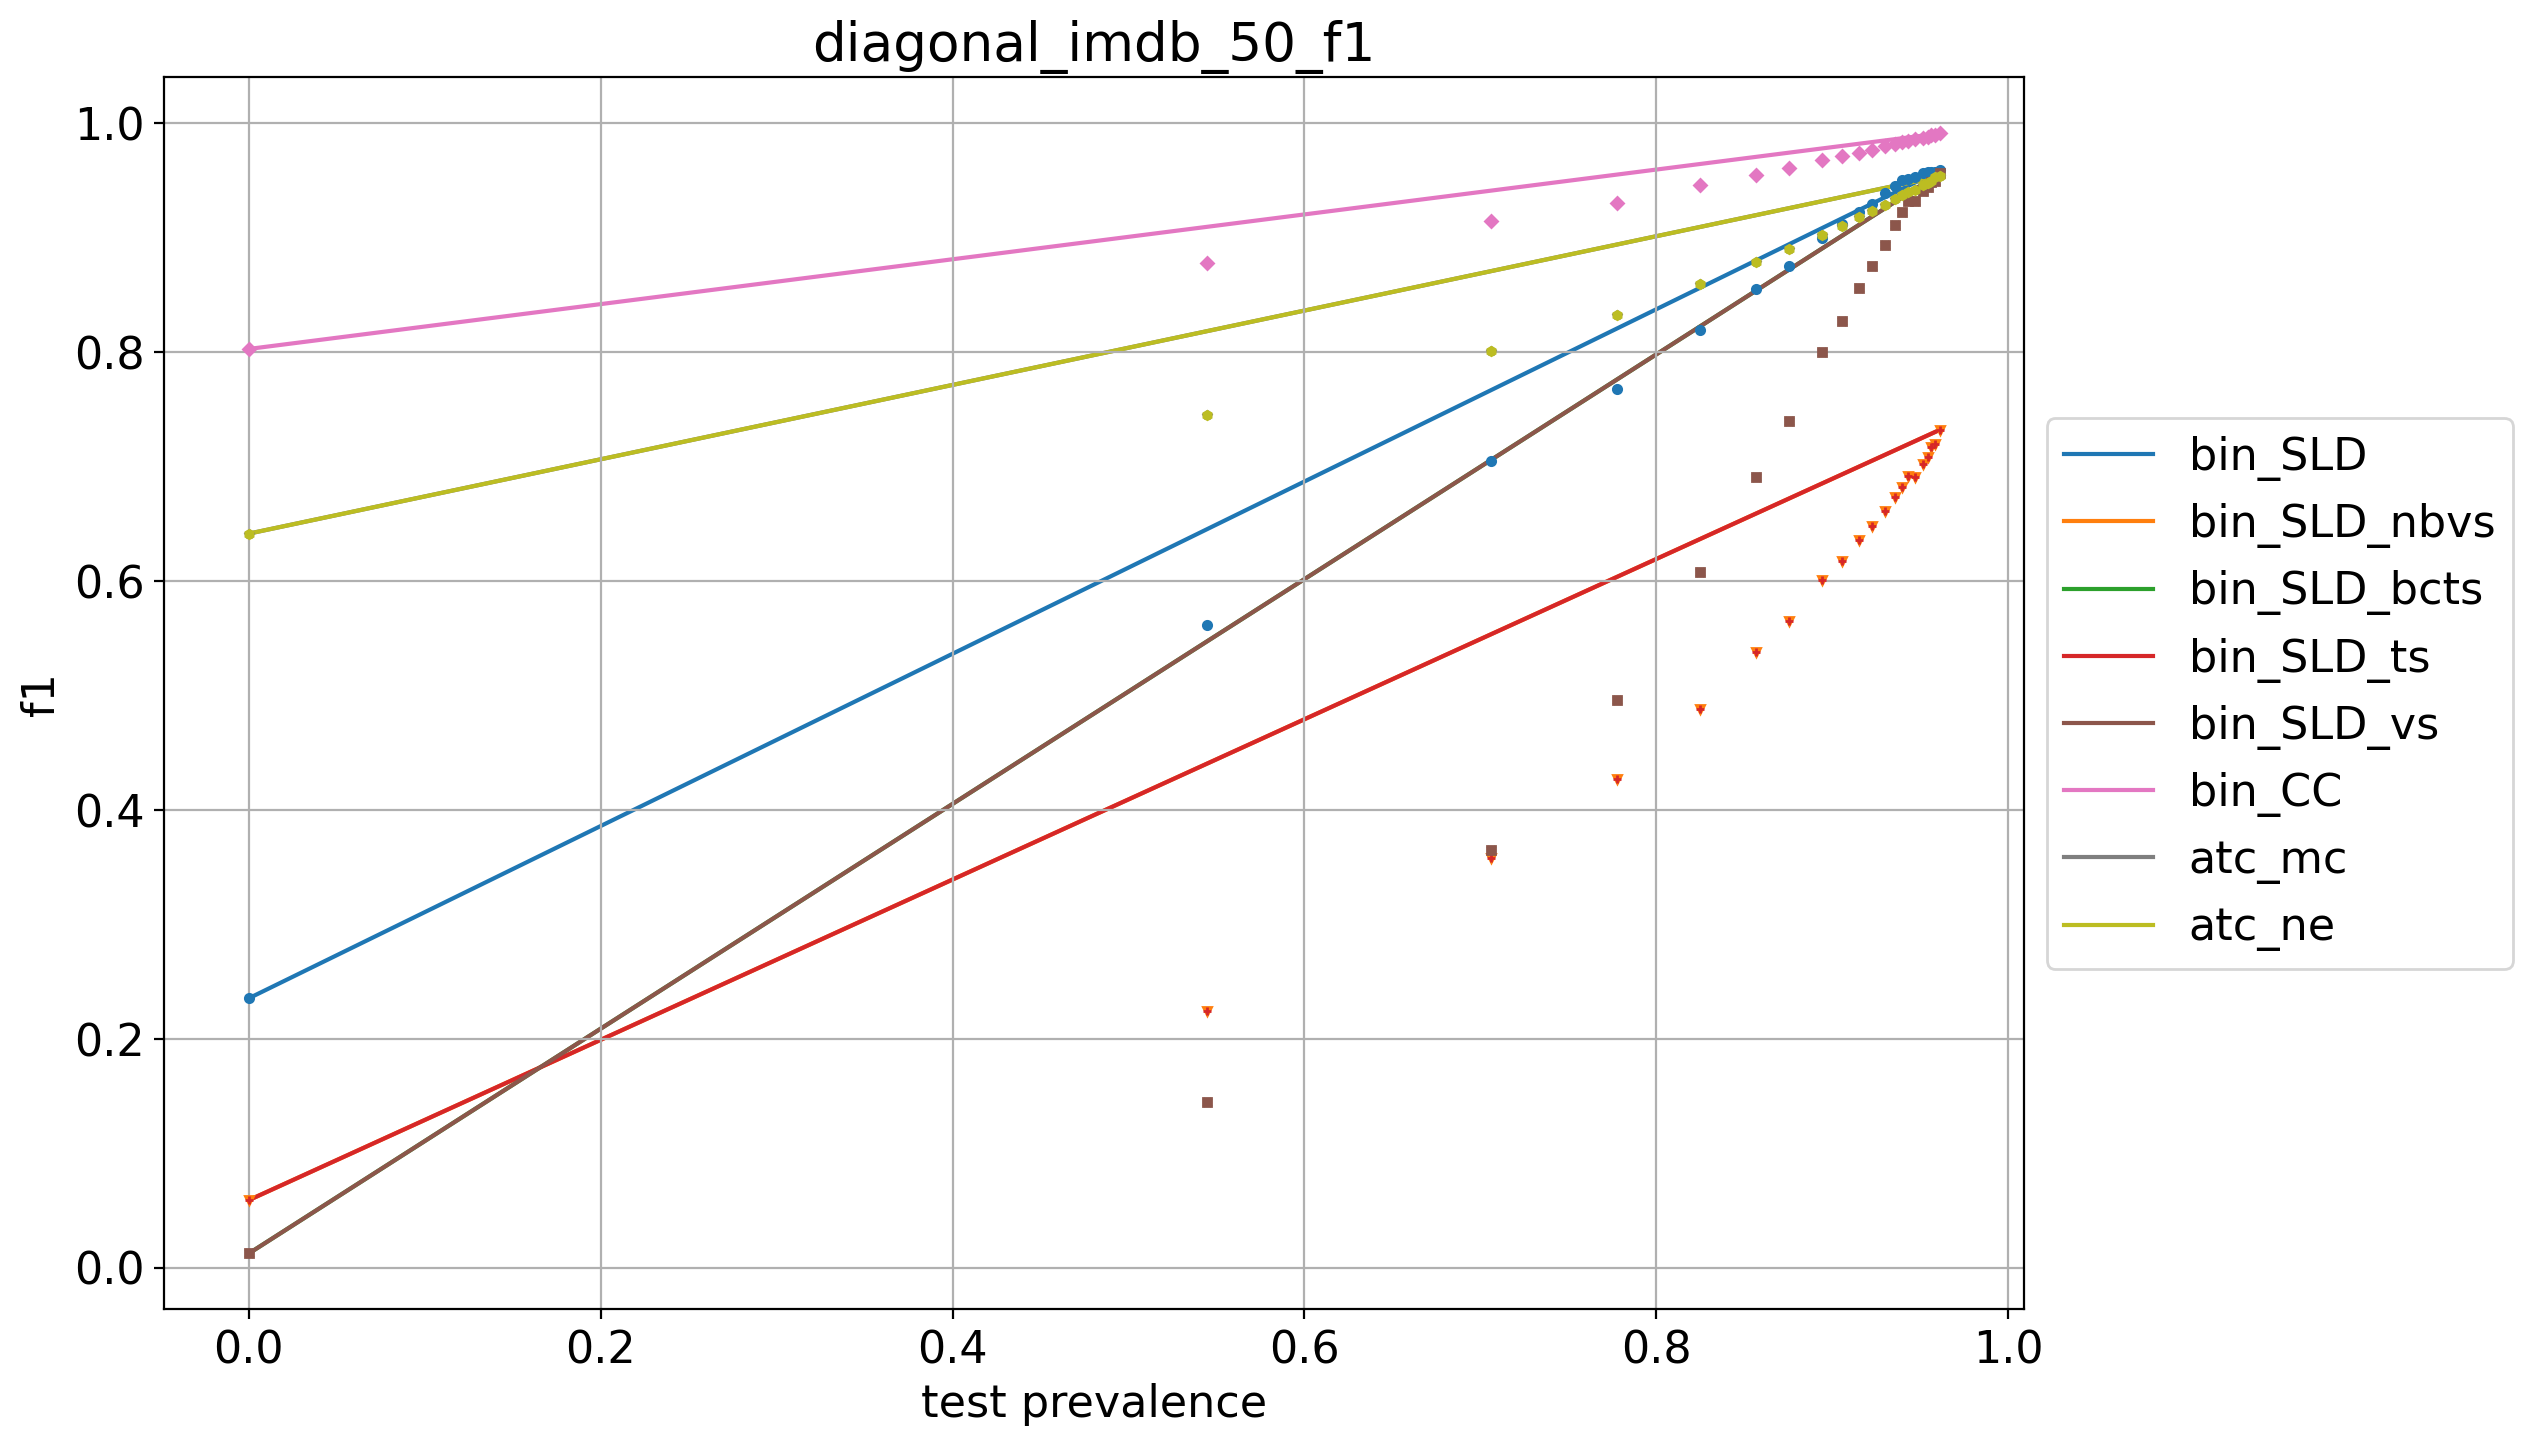 diagonal_imdb_50_f1
1.0
0.8
0.6
0.4
0.2
0.0
f1
0.0 0.2 0.4 0.6 0.8 1.0
test prevalence
bin_SLD
bin_SLD_nbvs
bin_SLD_bcts
bin_SLD_ts
bin_SLD_vs
bin_CC
atc_mc
atc_ne